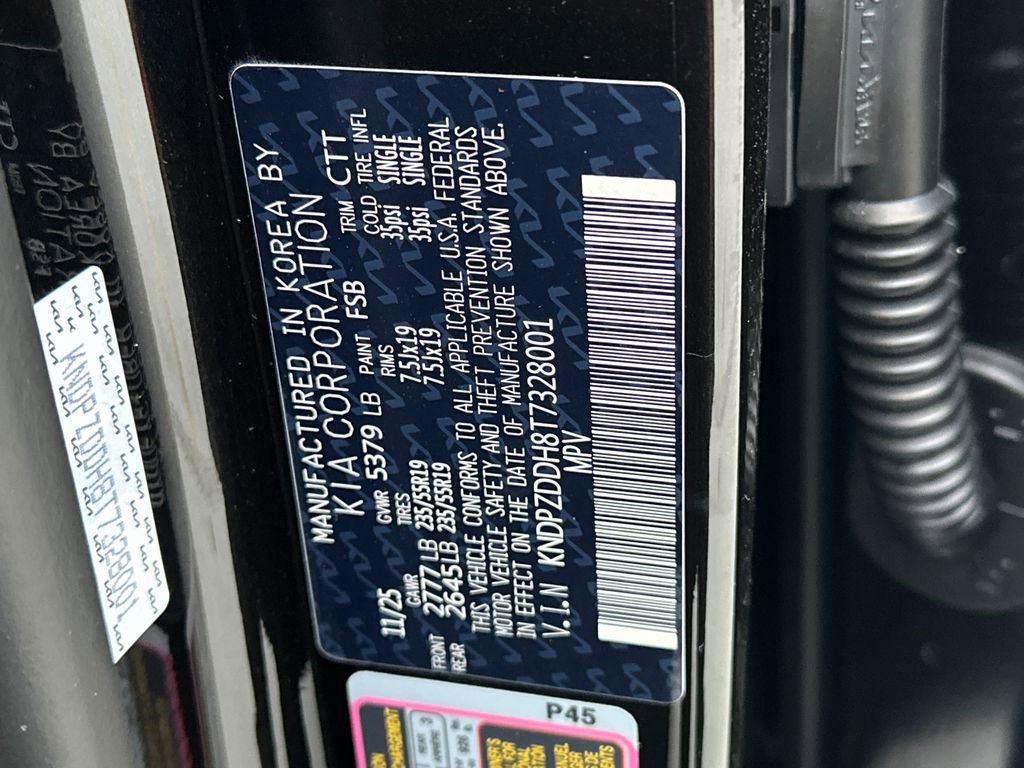 MANUFACTURED IN KOREA BY
KIA CORPORATION
11/25 GVWR 5379 LB PAINT FSB TRIM CTT
GAWR TIRES RIMS COLD TIRE INFL
FRONT 2777 LB 235/55R19 7.5Jx19 35psi SINGLE
REAR 2645LB 235/55R19 7.5Jx19 35psi SINGLE
THIS VEHICLE CONFORMS TO ALL APPLICABLE U.S.A. FEDERAL
MOTOR VEHICLE SAFETY AND THEFT PREVENTION STANDARDS
IN EFFECT ON THE DATE OF MANUFACTURE SHOWN ABOVE.
V.I.N KNDPZDDH8T7328001
MPV
P45